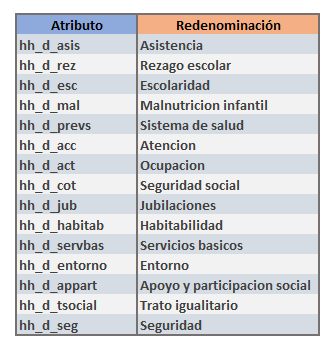 Atributo Redenominación
hh_d_asis Asistencia
hh_d_rez Rezago escolar
hh_d_esc Escolaridad
hh_d_mal Malnutricion infantil
hh_d_prevs Sistema de salud
hh_d_acc Atencion
hh_d_act Ocupacion
hh_d_cot Seguridad social
hh_d_jub Jubilaciones
hh_d_habitab Habitabilidad
hh_d_servbas Servicios basicos
hh_d_entorno Entorno
hh_d_appart Apoyo y participacion social
hh_d_tsocial Trato igualitario
hh_d_seg Seguridad